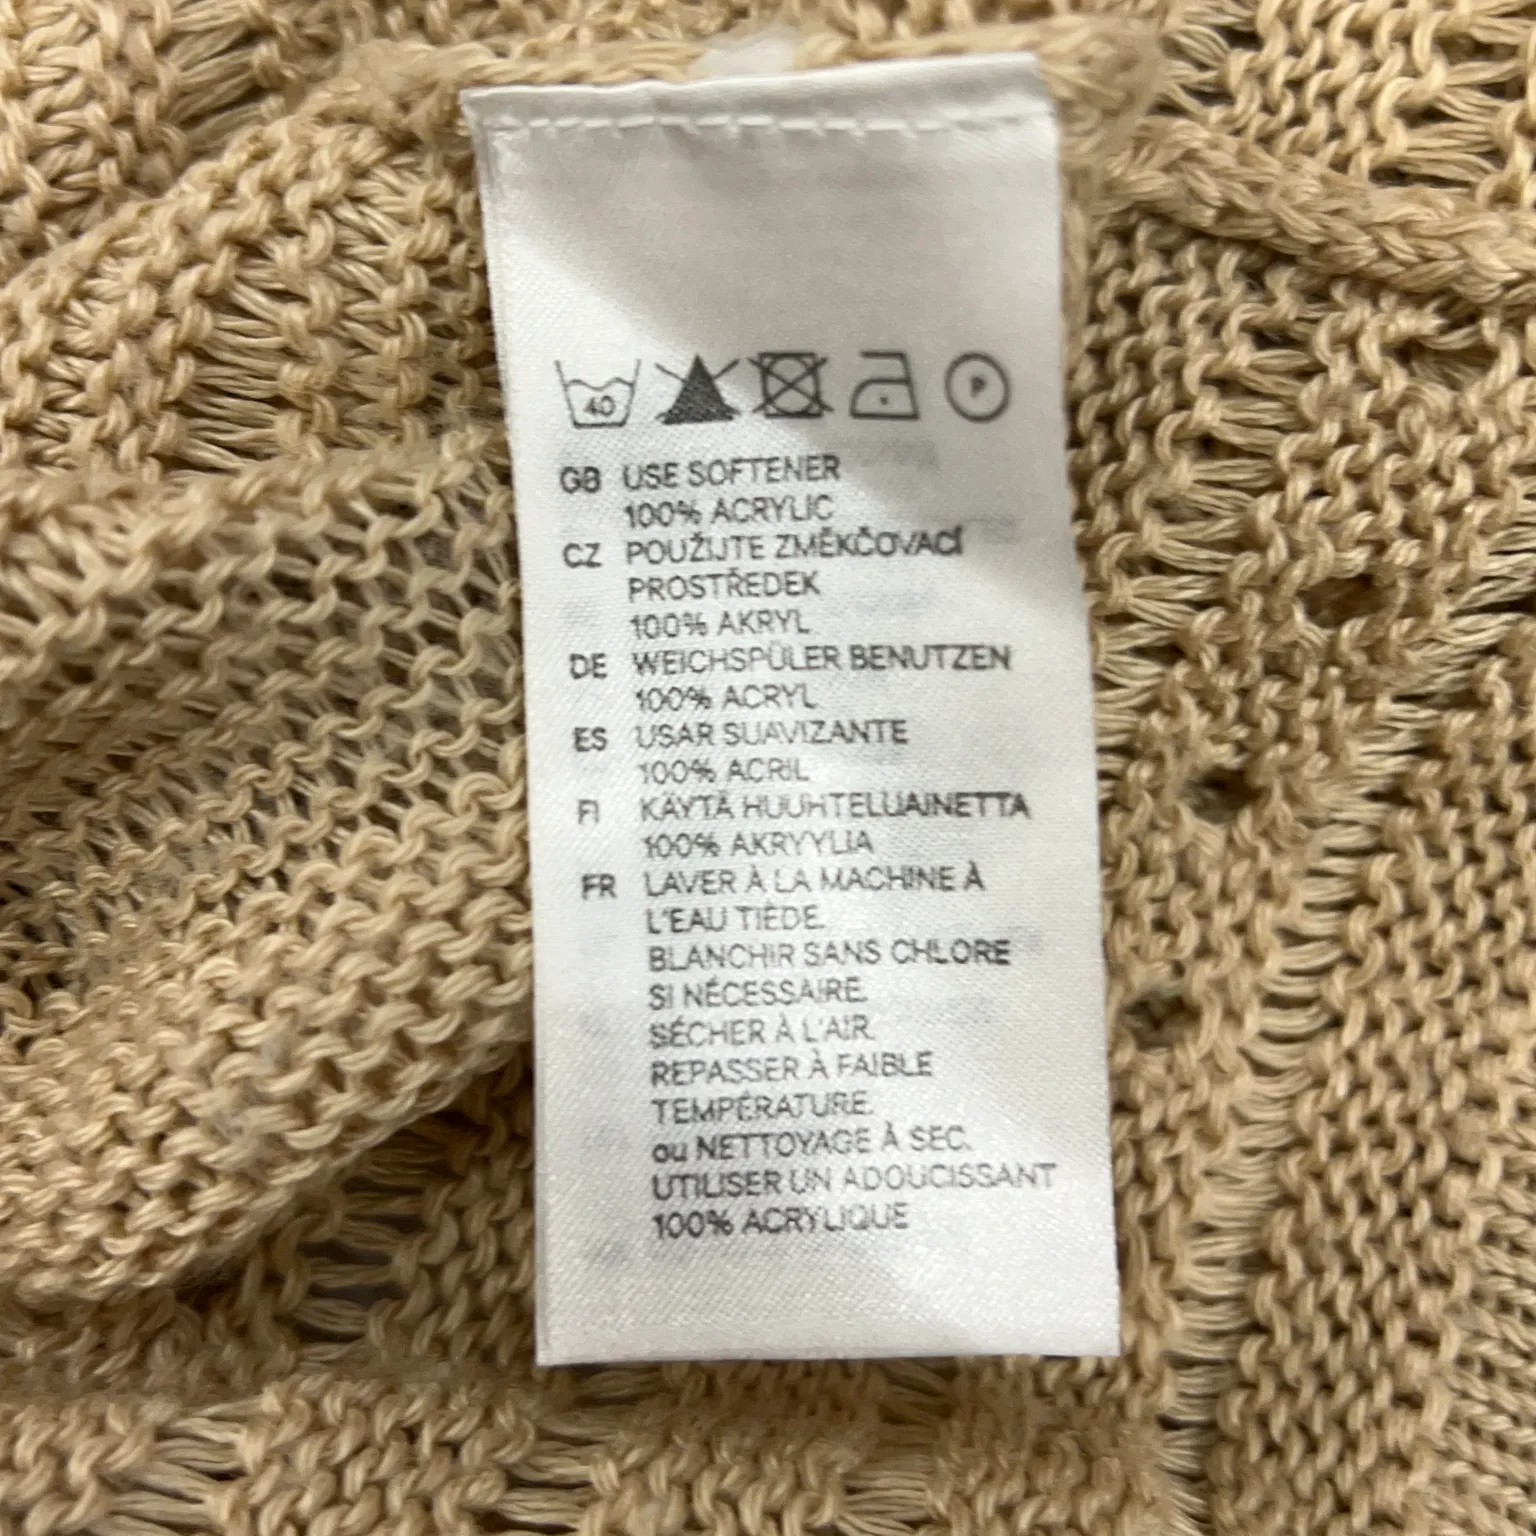 40 P
GB USE SOFTENER
100% ACRYLIC
CZ POUŽIJTE ZMĚKČOVACÍ
PROSTŘEDEK
100% AKRYL
DE WEICHSPÜLER BENUTZEN
100% ACRYL
ES USAR SUAVIZANTE
100% ACRIL
FI KÄYTÄ HUUHTELUAINETTA
100% AKRYYLIA
FR LAVER À LA MACHINE À
L'EAU TIÈDE.
BLANCHIR SANS CHLORE
SI NÉCESSAIRE.
SÉCHER À L'AIR.
REPASSER À FAIBLE
TEMPÉRATURE.
ou NETTOYAGE À SEC.
UTILISER UN ADOUCISSANT
100% ACRYLIQUE